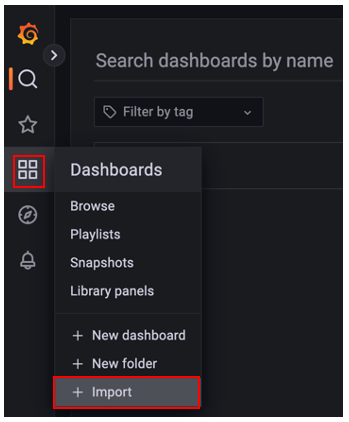 Search dashboards by name
Filter by tag
Dashboards
Browse
Playlists
Snapshots
Library panels
+ New dashboard
+ New folder
+ Import